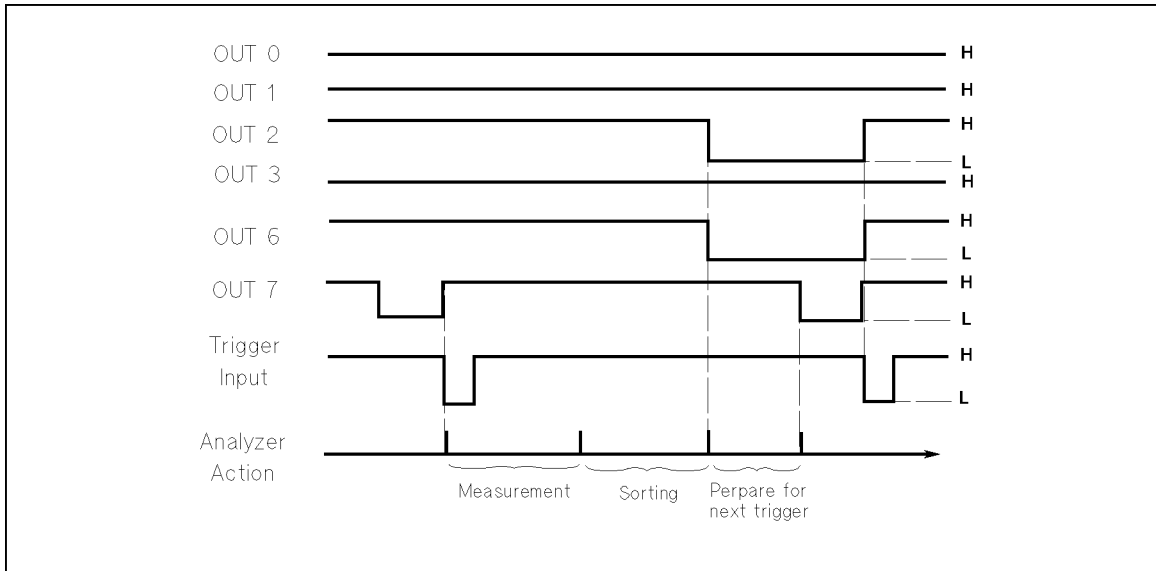 OUT 0 H
OUT 1 H
OUT 2 H
L
OUT 3 H
OUT 6 H
L
OUT 7 H
L
Trigger H
Input
L
Analyzer
Action
Measurement Sorting Perpare for
next trigger